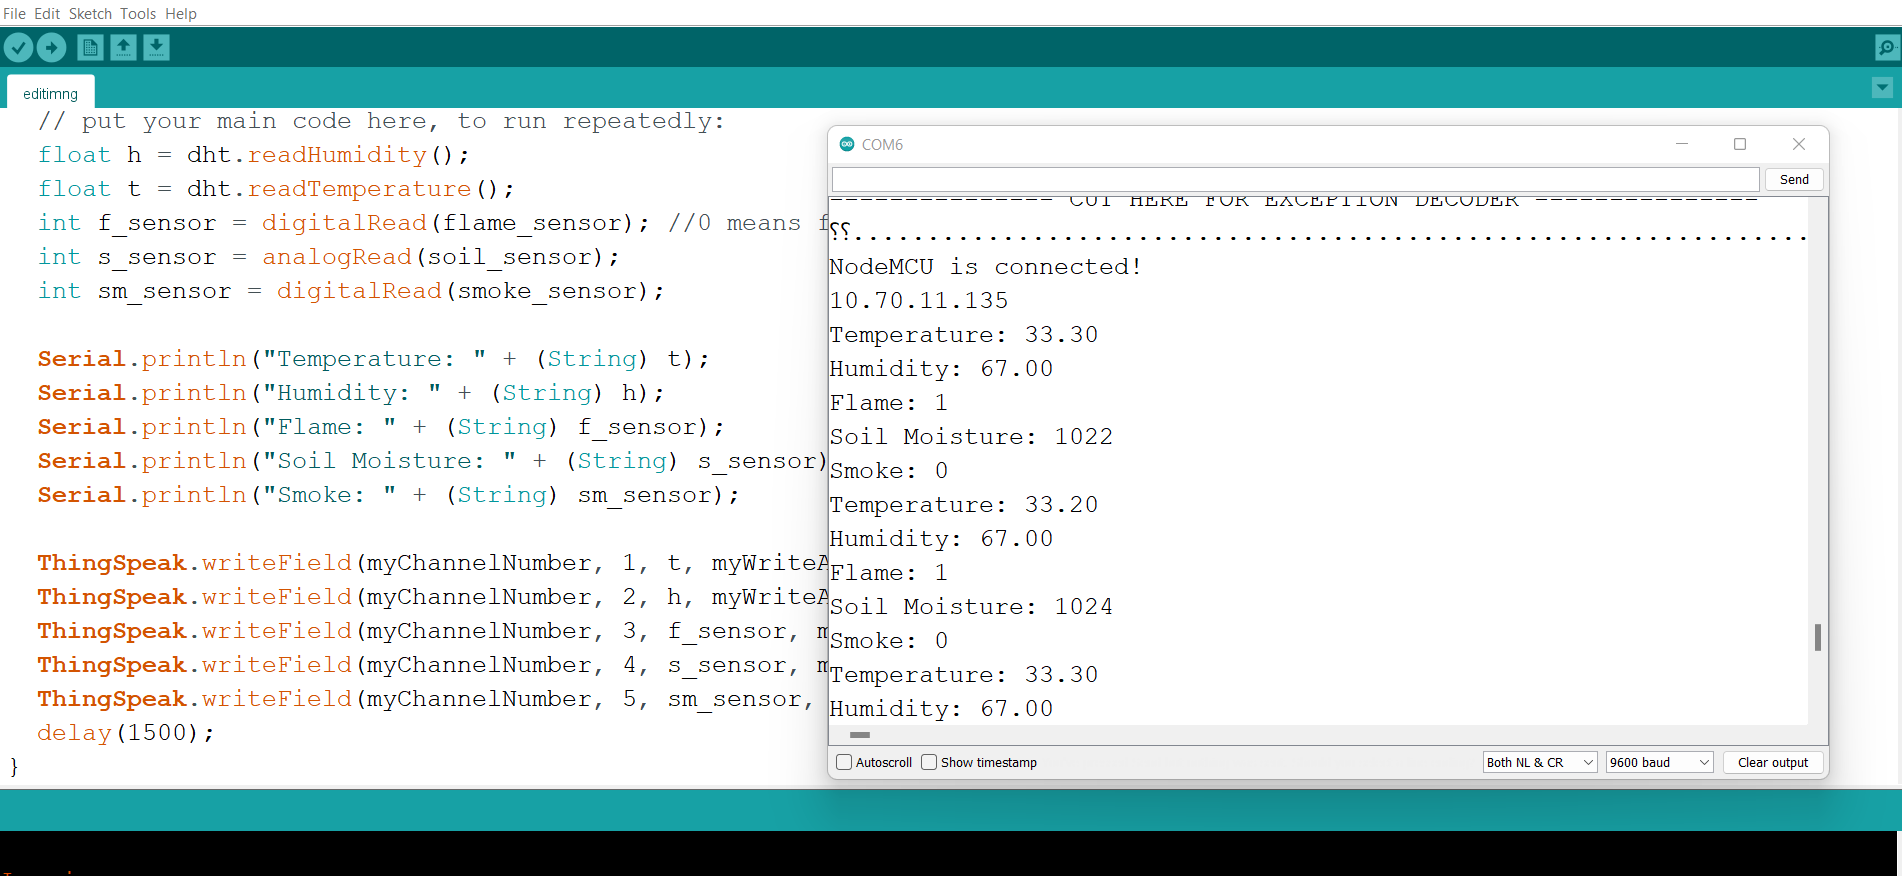 File Edit Sketch Tools Help
editimng
// put your main code here, to run repeatedly:
float h = dht.readHumidity();
float t = dht.readTemperature();
int f_sensor = digitalRead(flame_sensor); //0 means f
int s_sensor = analogRead(soil_sensor);
int sm_sensor = digitalRead(smoke_sensor);
Serial.println("Temperature: " + (String) t);
Serial.println("Humidity: " + (String) h);
Serial.println("Flame: " + (String) f_sensor);
Serial.println("Soil Moisture: " + (String) s_sensor)
Serial.println("Smoke: " + (String) sm_sensor);
ThingSpeak.writeField(myChannelNumber, 1, t, myWriteA
ThingSpeak.writeField(myChannelNumber, 2, h, myWriteA
ThingSpeak.writeField(myChannelNumber, 3, f_sensor, m
ThingSpeak.writeField(myChannelNumber, 4, s_sensor, m
ThingSpeak.writeField(myChannelNumber, 5, sm_sensor,
delay(1500);
}
COM6
Send
--------------- CUT HERE FOR EXCEPTION DECODER ---------------
⸮⸮................................................................
NodeMCU is connected!
10.70.11.135
Temperature: 33.30
Humidity: 67.00
Flame: 1
Soil Moisture: 1022
Smoke: 0
Temperature: 33.20
Humidity: 67.00
Flame: 1
Soil Moisture: 1024
Smoke: 0
Temperature: 33.30
Humidity: 67.00
Autoscroll Show timestamp Both NL & CR 9600 baud Clear output